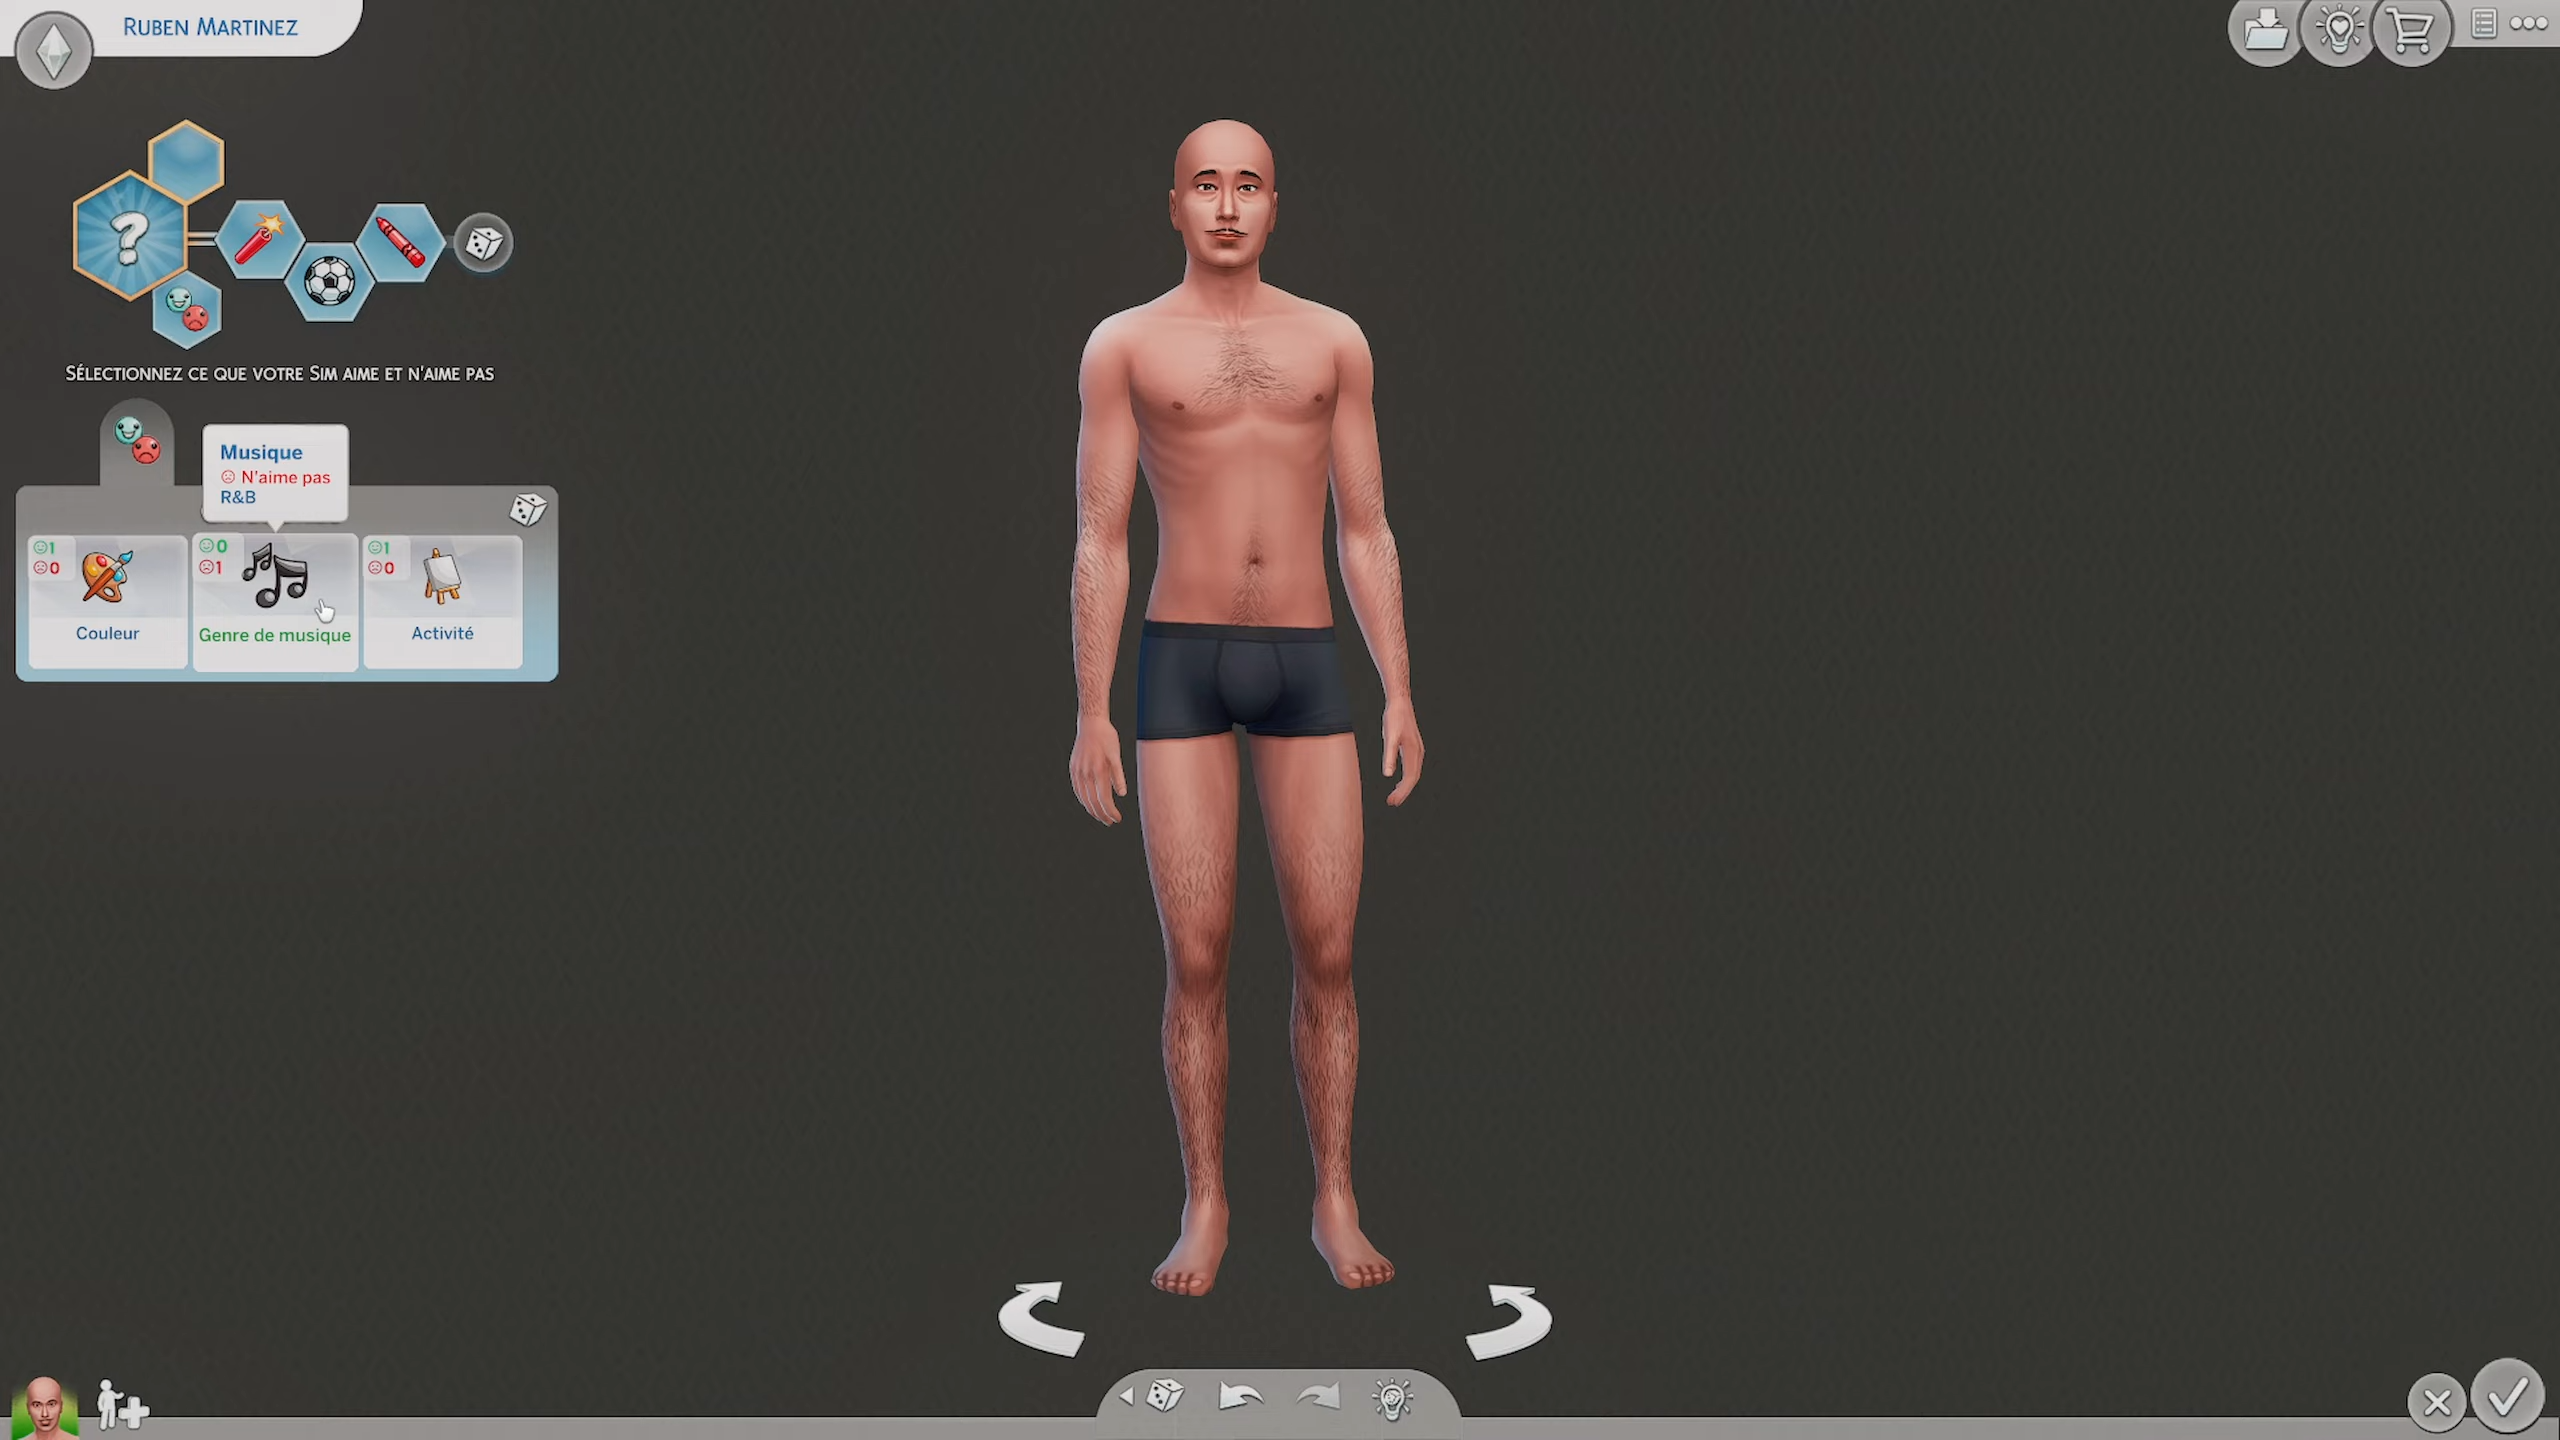 RUBEN MARTINEZ
SÉLECTIONNEZ CE QUE VOTRE SIM AIME ET N'AIME PAS
Musique
N'aime pas
R&B
1
0
Couleur
0
1
Genre de musique
1
0
Activité